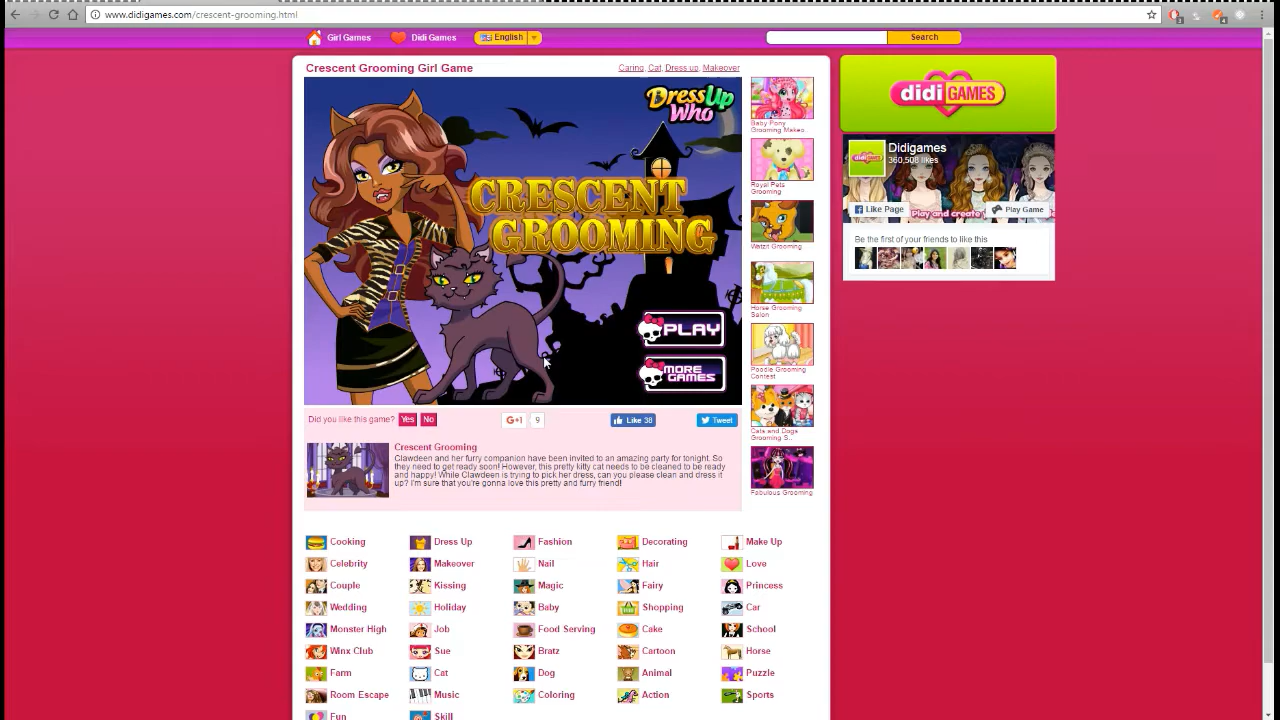 www.didigames.com/crescent-grooming.html
Girl Games
Didi Games
English
Search
Crescent Grooming Girl Game
Caring, Cat, Dress up, Makeover
DressUp
Who
CRESCENT
GROOMING
PLAY
MORE
GAMES
Baby Pony
Grooming Makeo..
Royal Pets
Grooming
Watzit Grooming
Horse Grooming
Salon
Poodle Grooming
Contest
Cats and Dogs
Grooming S..
Fabulous Grooming
didi GAMES
didi GAMES
Didigames
360,508 likes
Like Page
Play and create
Play Game
Be the first of your friends to like this
Did you like this game? Yes No
G+1 9
Like 38
Tweet
Crescent Grooming
Clawdeen and her furry companion have been invited to an amazing party for tonight. So
they need to get ready soon! However, this pretty kitty cat needs to be cleaned to be ready
and happy! While Clawdeen is trying to pick her dress, can you please clean and dress it
up? I'm sure that you're gonna love this pretty and furry friend!
Cooking Dress Up Fashion Decorating Make Up
Celebrity Makeover Nail Hair Love
Couple Kissing Magic Fairy Princess
Wedding Holiday Baby Shopping Car
Monster High Job Food Serving Cake School
Winx Club Sue Bratz Cartoon Horse
Farm Cat Dog Animal Puzzle
Room Escape Music Coloring Action Sports
Fun Skill